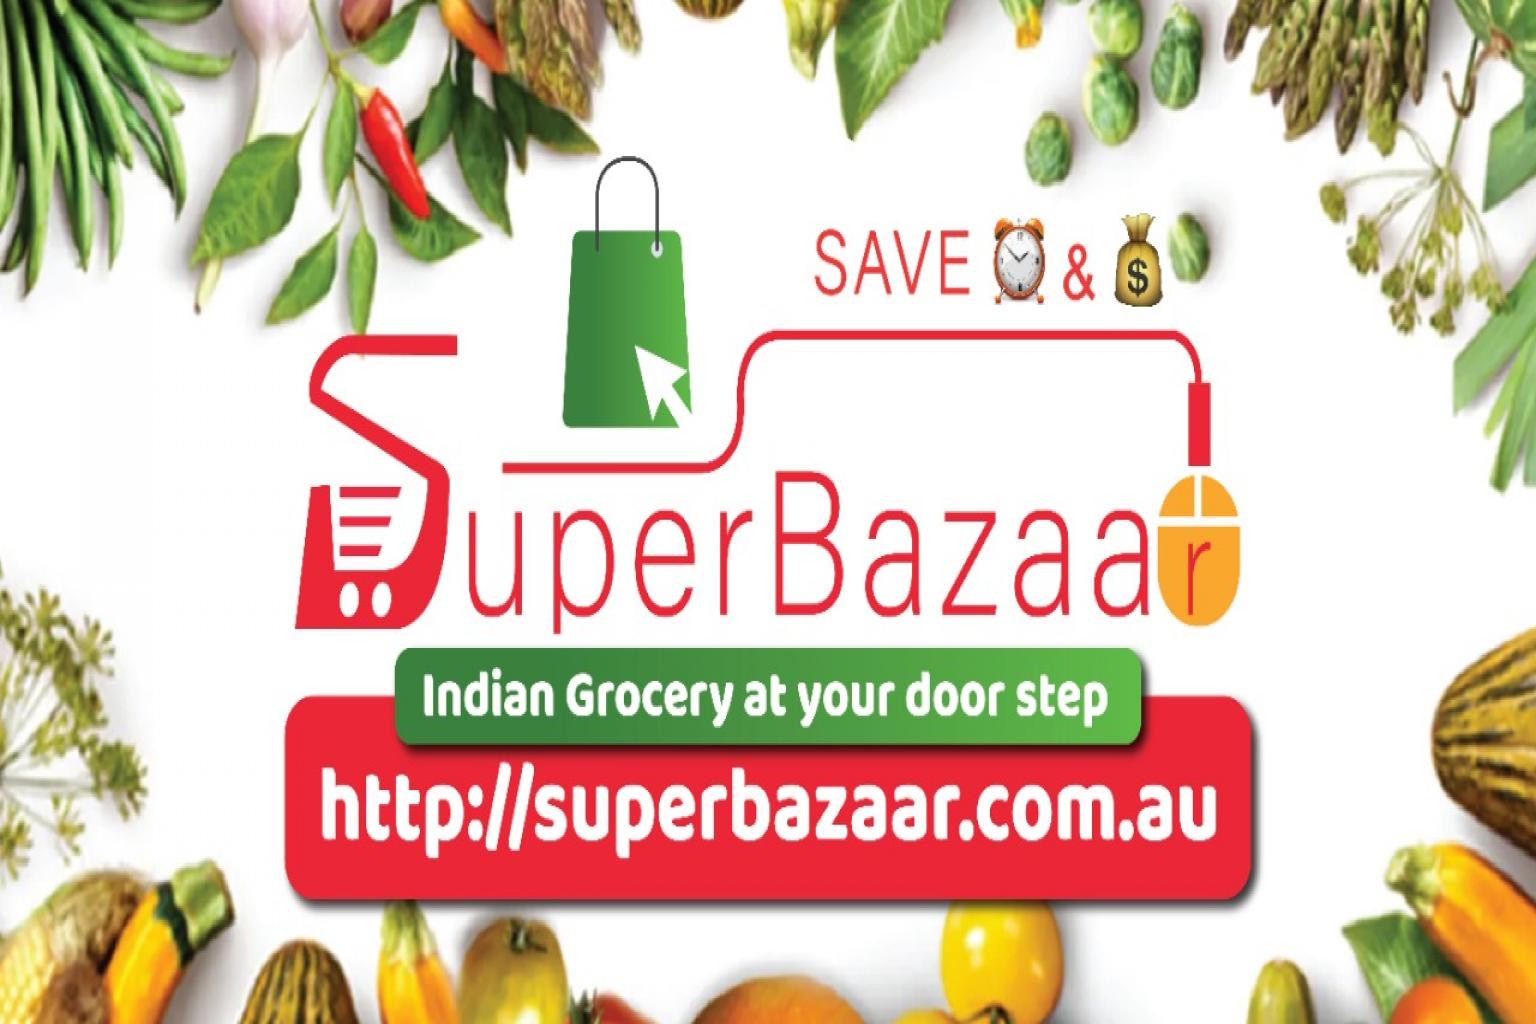 SAVE &
$
SuperBazaar
Indian Grocery at your door step
http://superbazaar.com.au